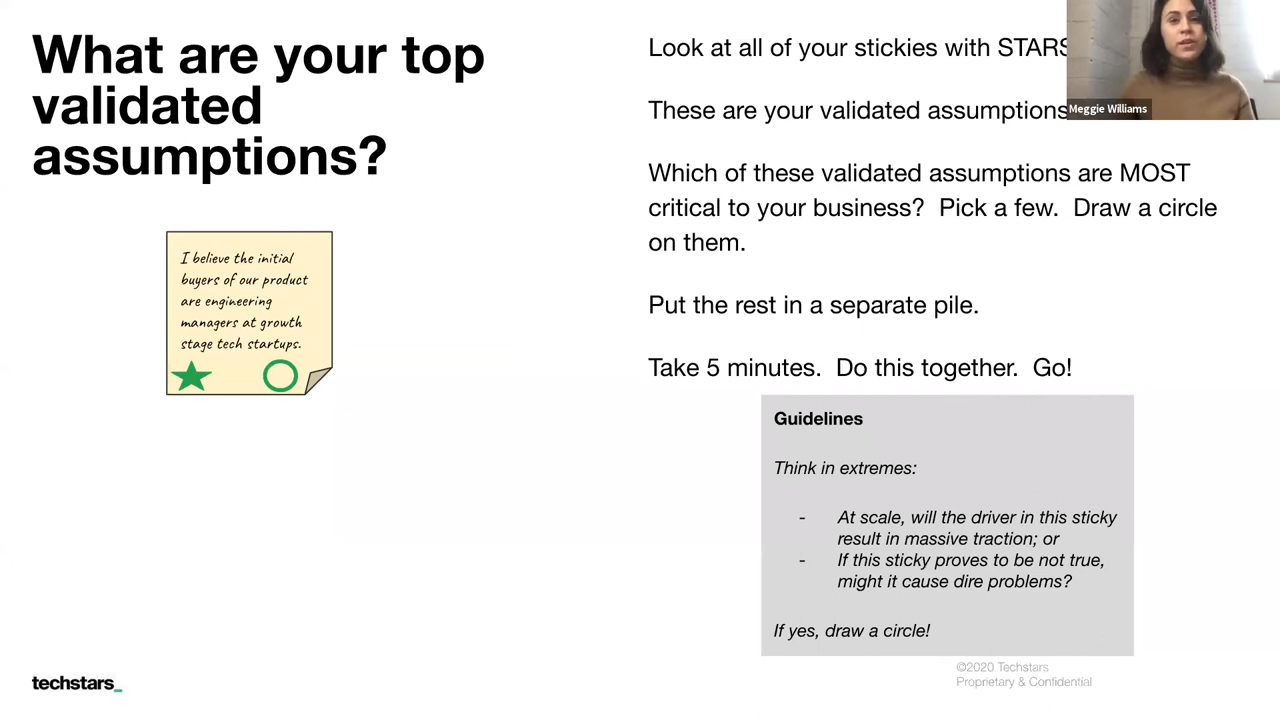 What are your top
validated
assumptions?
I believe the initial
buyers of our product
are engineering
managers at growth
stage tech startups.
Look at all of your stickies with STARS
These are your validated assumptions
Which of these validated assumptions are MOST
critical to your business?  Pick a few.  Draw a circle
on them.
Put the rest in a separate pile.
Take 5 minutes.  Do this together.  Go!
Guidelines
Think in extremes:
- At scale, will the driver in this sticky
result in massive traction; or
- If this sticky proves to be not true,
might it cause dire problems?
If yes, draw a circle!
Meggie Williams
techstars_
©2020 Techstars
Proprietary & Confidential